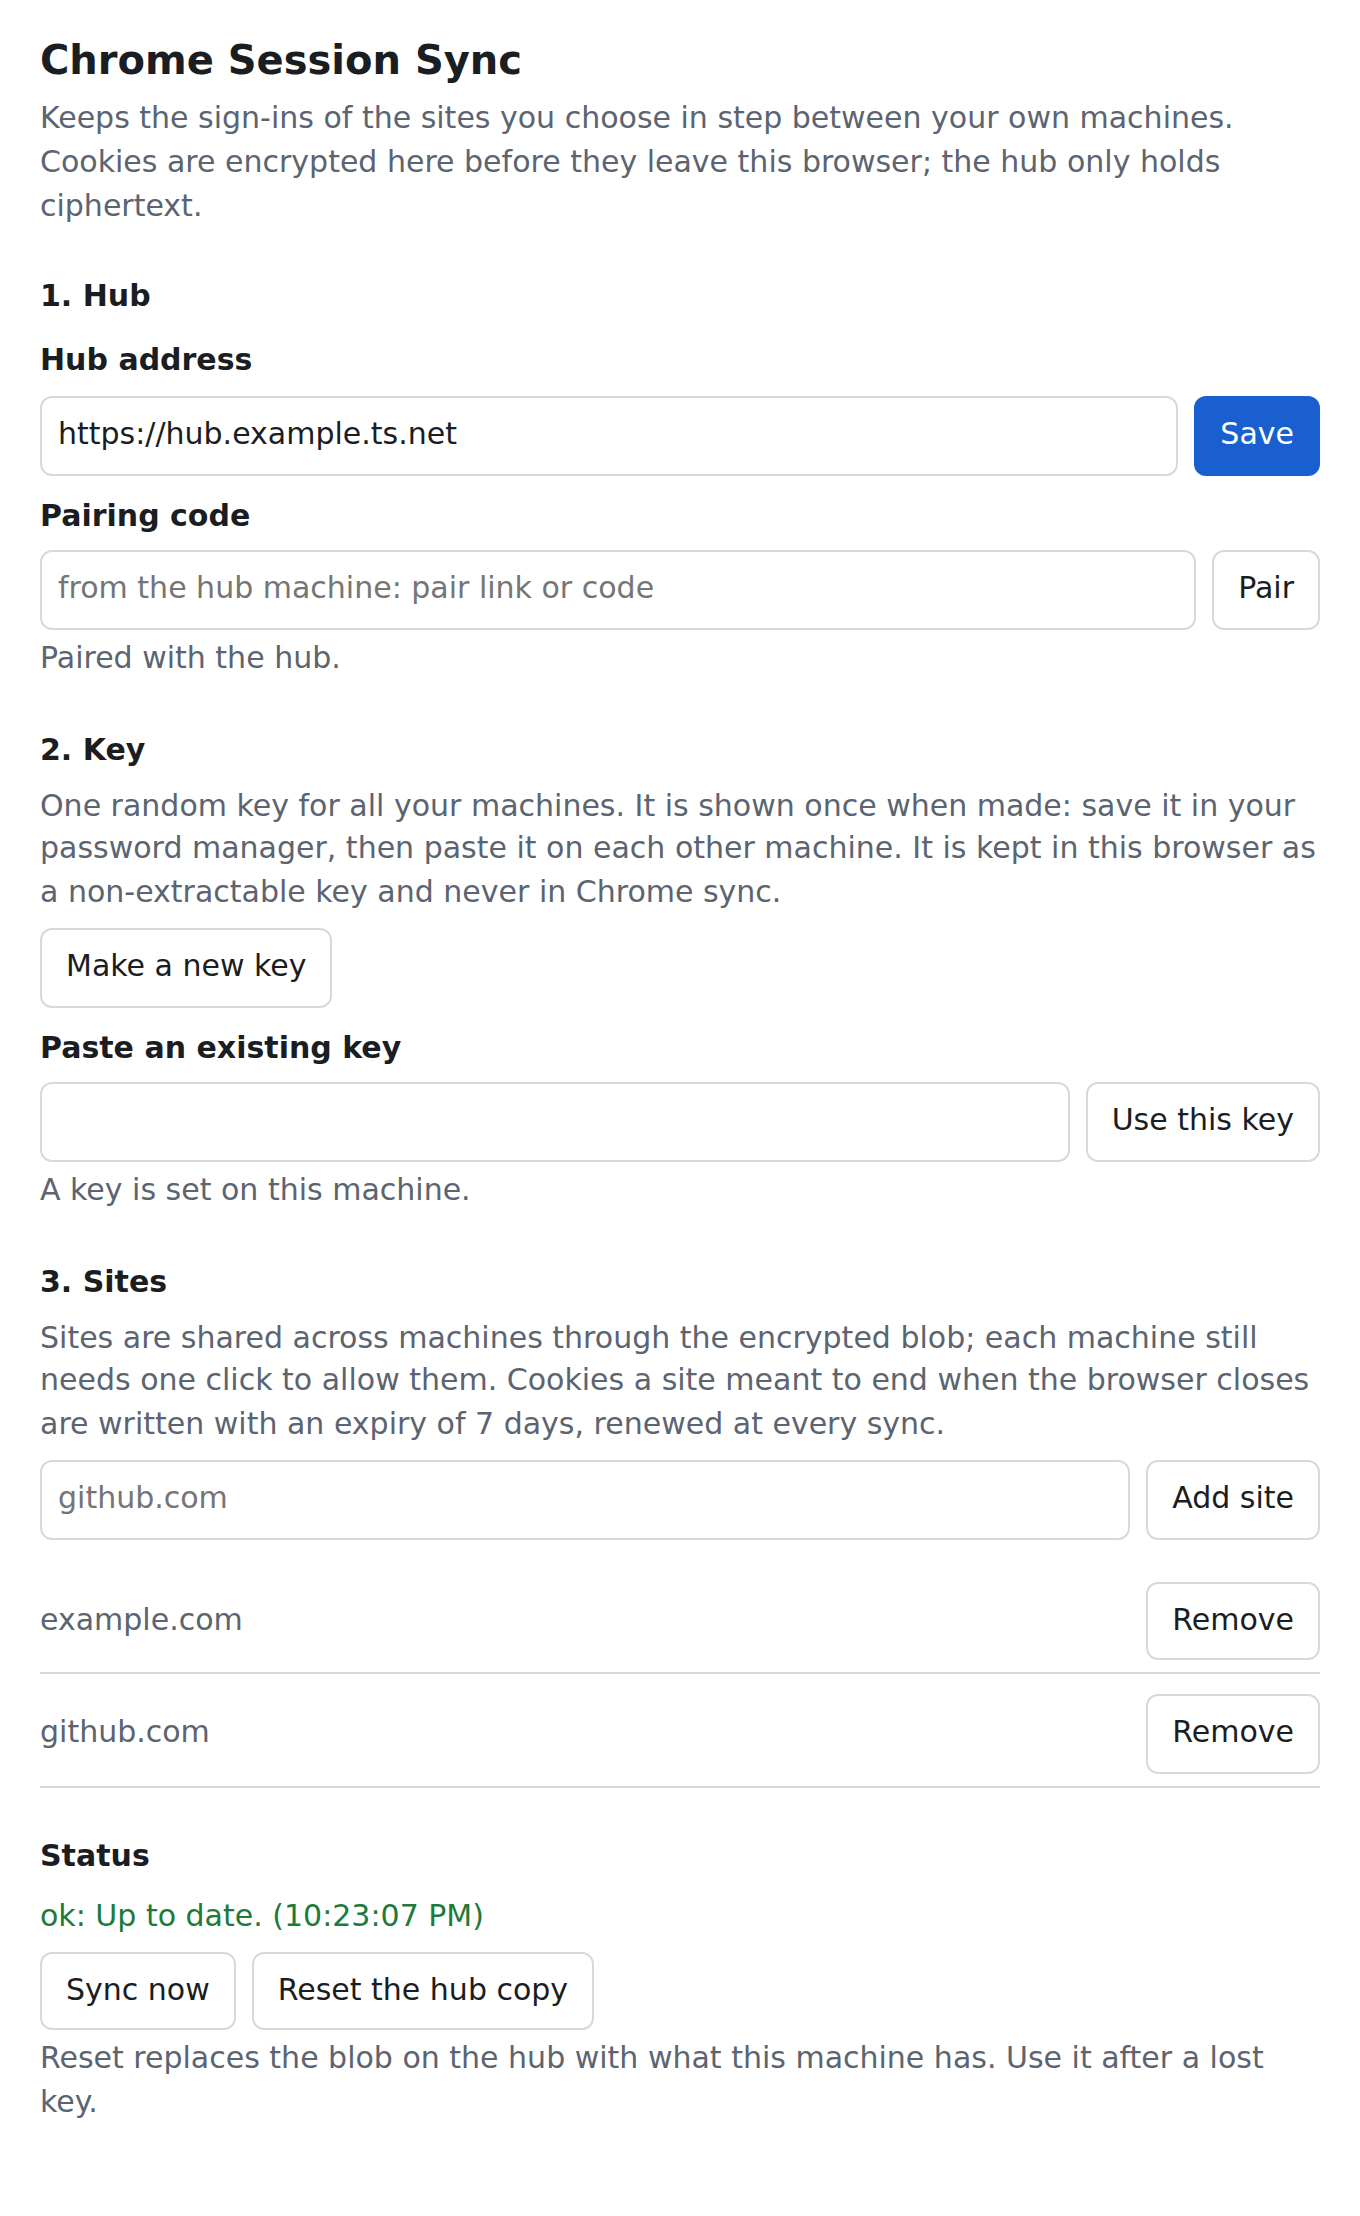 Chrome Session Sync
Keeps the sign-ins of the sites you choose in step between your own machines.
Cookies are encrypted here before they leave this browser; the hub only holds
ciphertext.
1. Hub
Hub address
https://hub.example.ts.net
Save
Pairing code
from the hub machine: pair link or code
Pair
Paired with the hub.
2. Key
One random key for all your machines. It is shown once when made: save it in your
password manager, then paste it on each other machine. It is kept in this browser as
a non-extractable key and never in Chrome sync.
Make a new key
Paste an existing key
Use this key
A key is set on this machine.
3. Sites
Sites are shared across machines through the encrypted blob; each machine still
needs one click to allow them. Cookies a site meant to end when the browser closes
are written with an expiry of 7 days, renewed at every sync.
github.com
Add site
example.com
Remove
github.com
Remove
Status
ok: Up to date. (10:23:07 PM)
Sync now
Reset the hub copy
Reset replaces the blob on the hub with what this machine has. Use it after a lost
key.